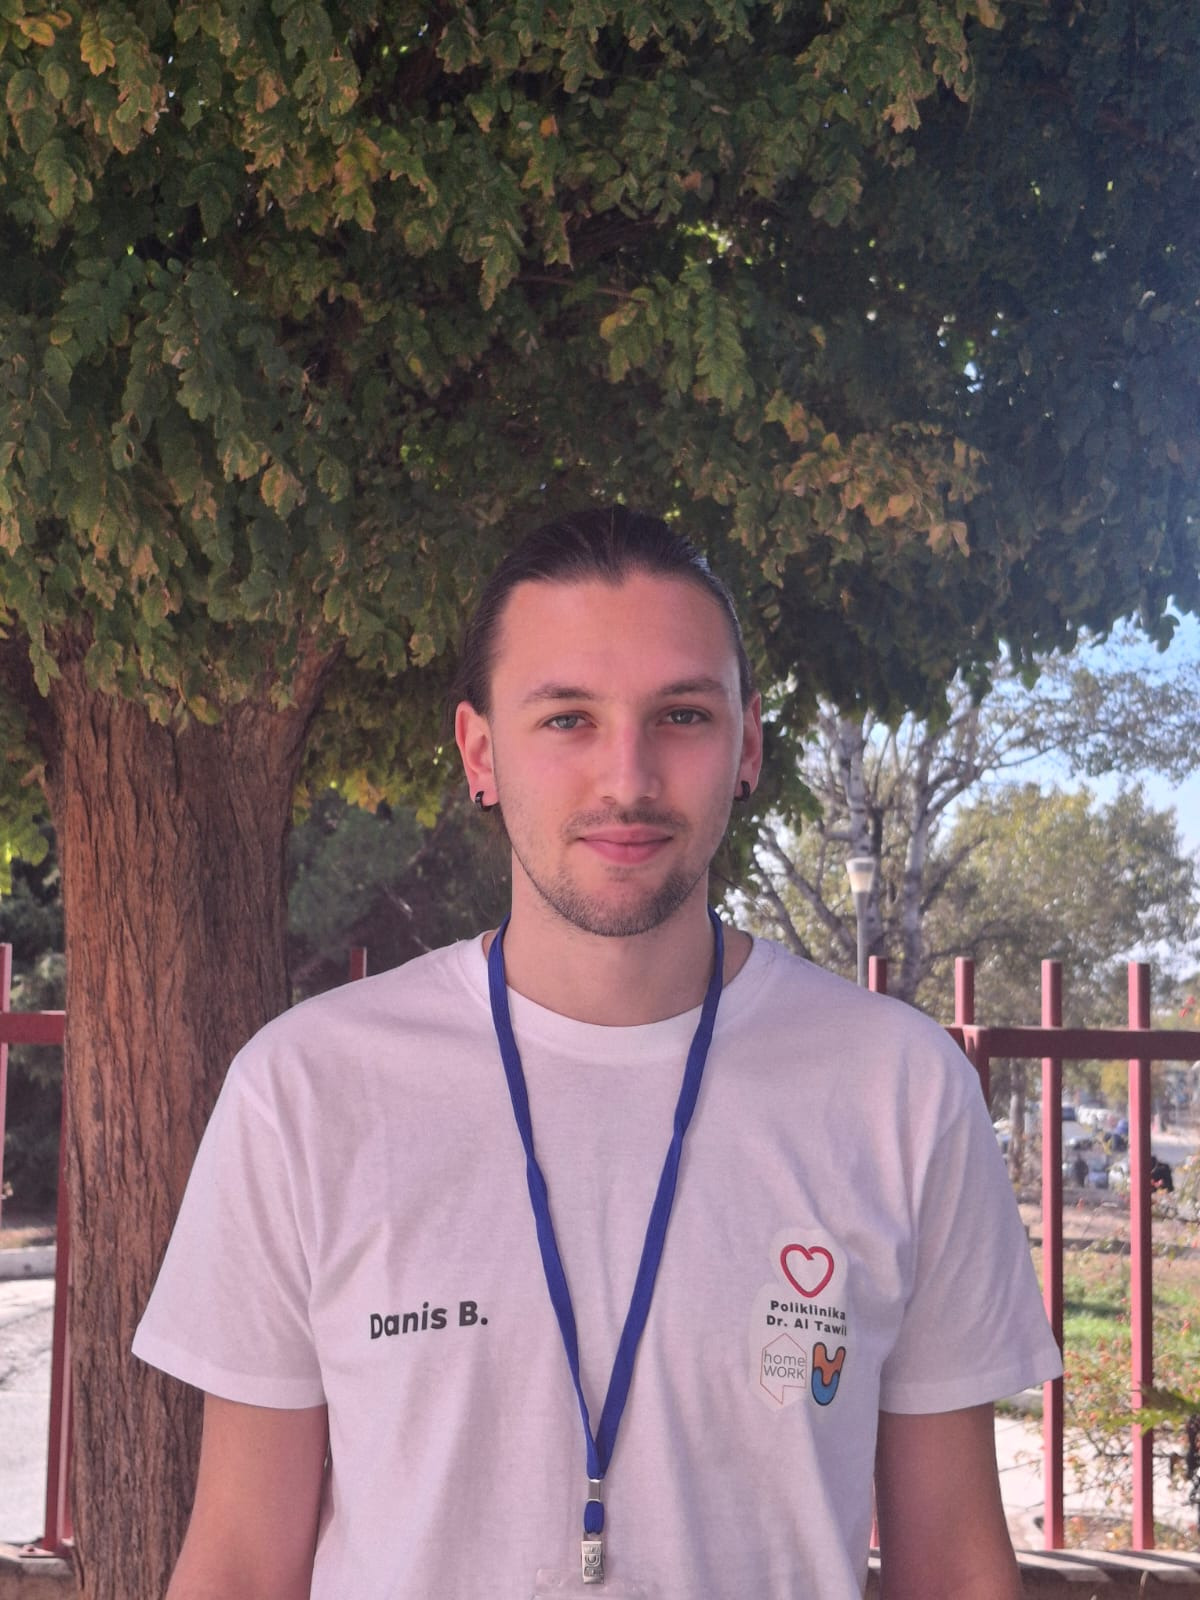 Danis B.
Poliklinika
Dr. Al Tawil
home
WORK